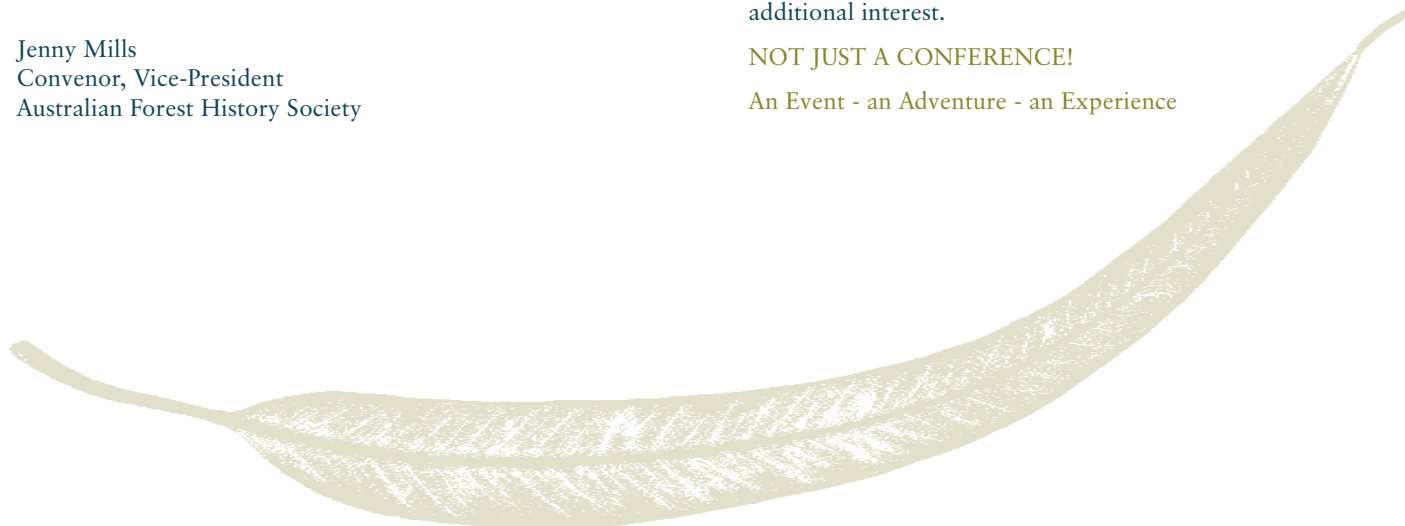 Jenny Mills
Convenor, Vice-President
Australian Forest History Society
additional interest.
NOT JUST A CONFERENCE!
An Event - an Adventure - an Experience